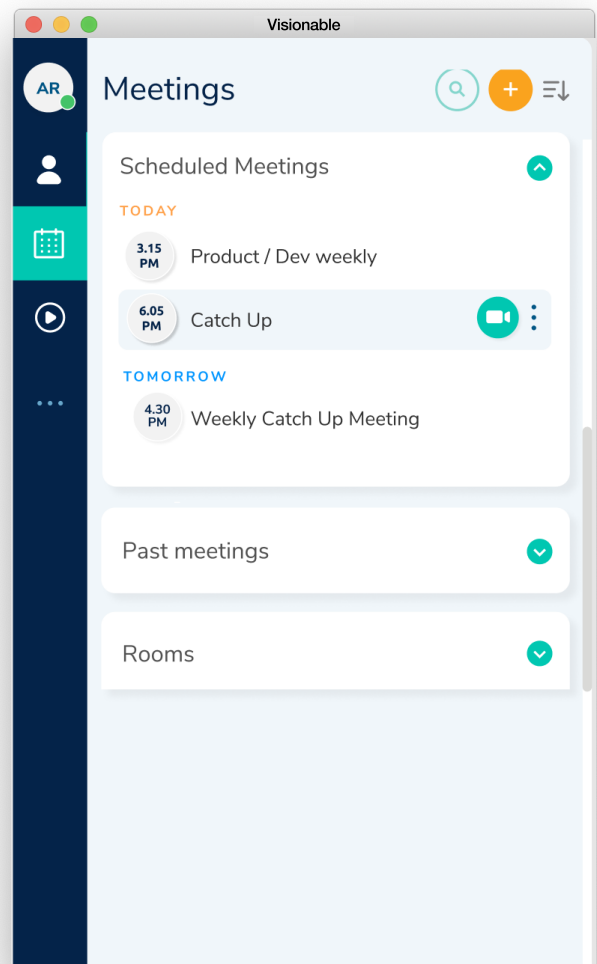 Visionable
AR
Meetings
Scheduled Meetings
TODAY
3.15
PM
Product / Dev weekly
6.05
PM
Catch Up
TOMORROW
4.30
PM
Weekly Catch Up Meeting
Past meetings
Rooms